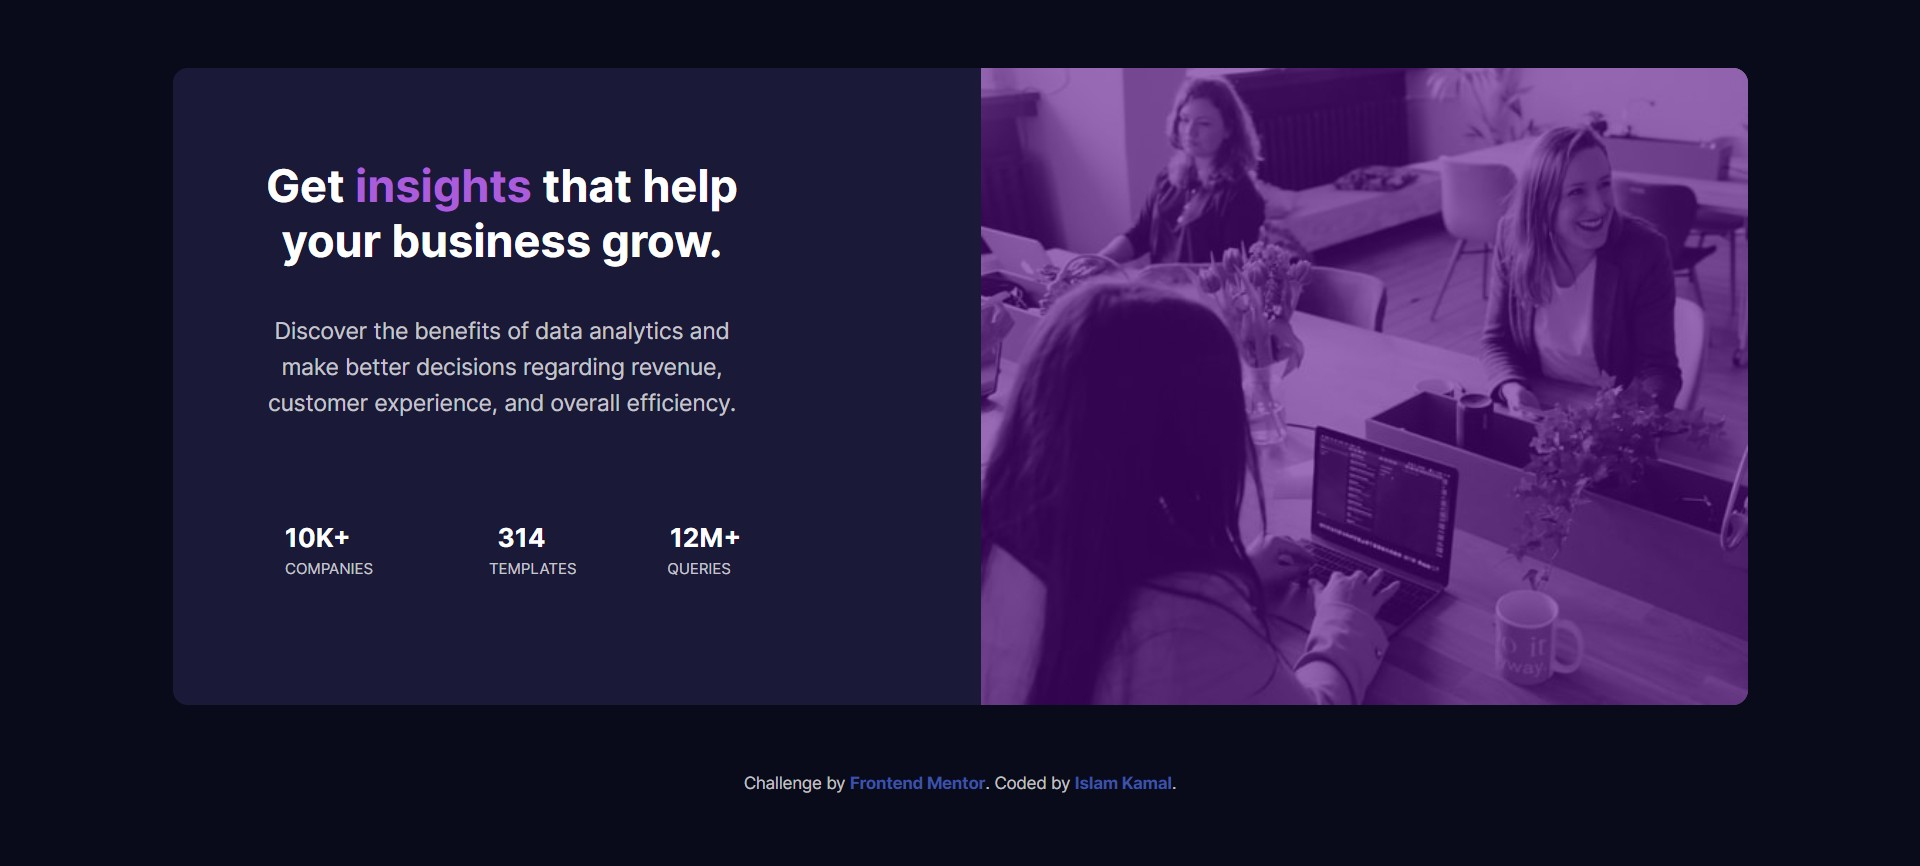 Get insights that help
your business grow.
Discover the benefits of data analytics and
make better decisions regarding revenue,
customer experience, and overall efficiency.
10K+ 314 12M+
COMPANIES TEMPLATES QUERIES
Challenge by Frontend Mentor. Coded by Islam Kamal.